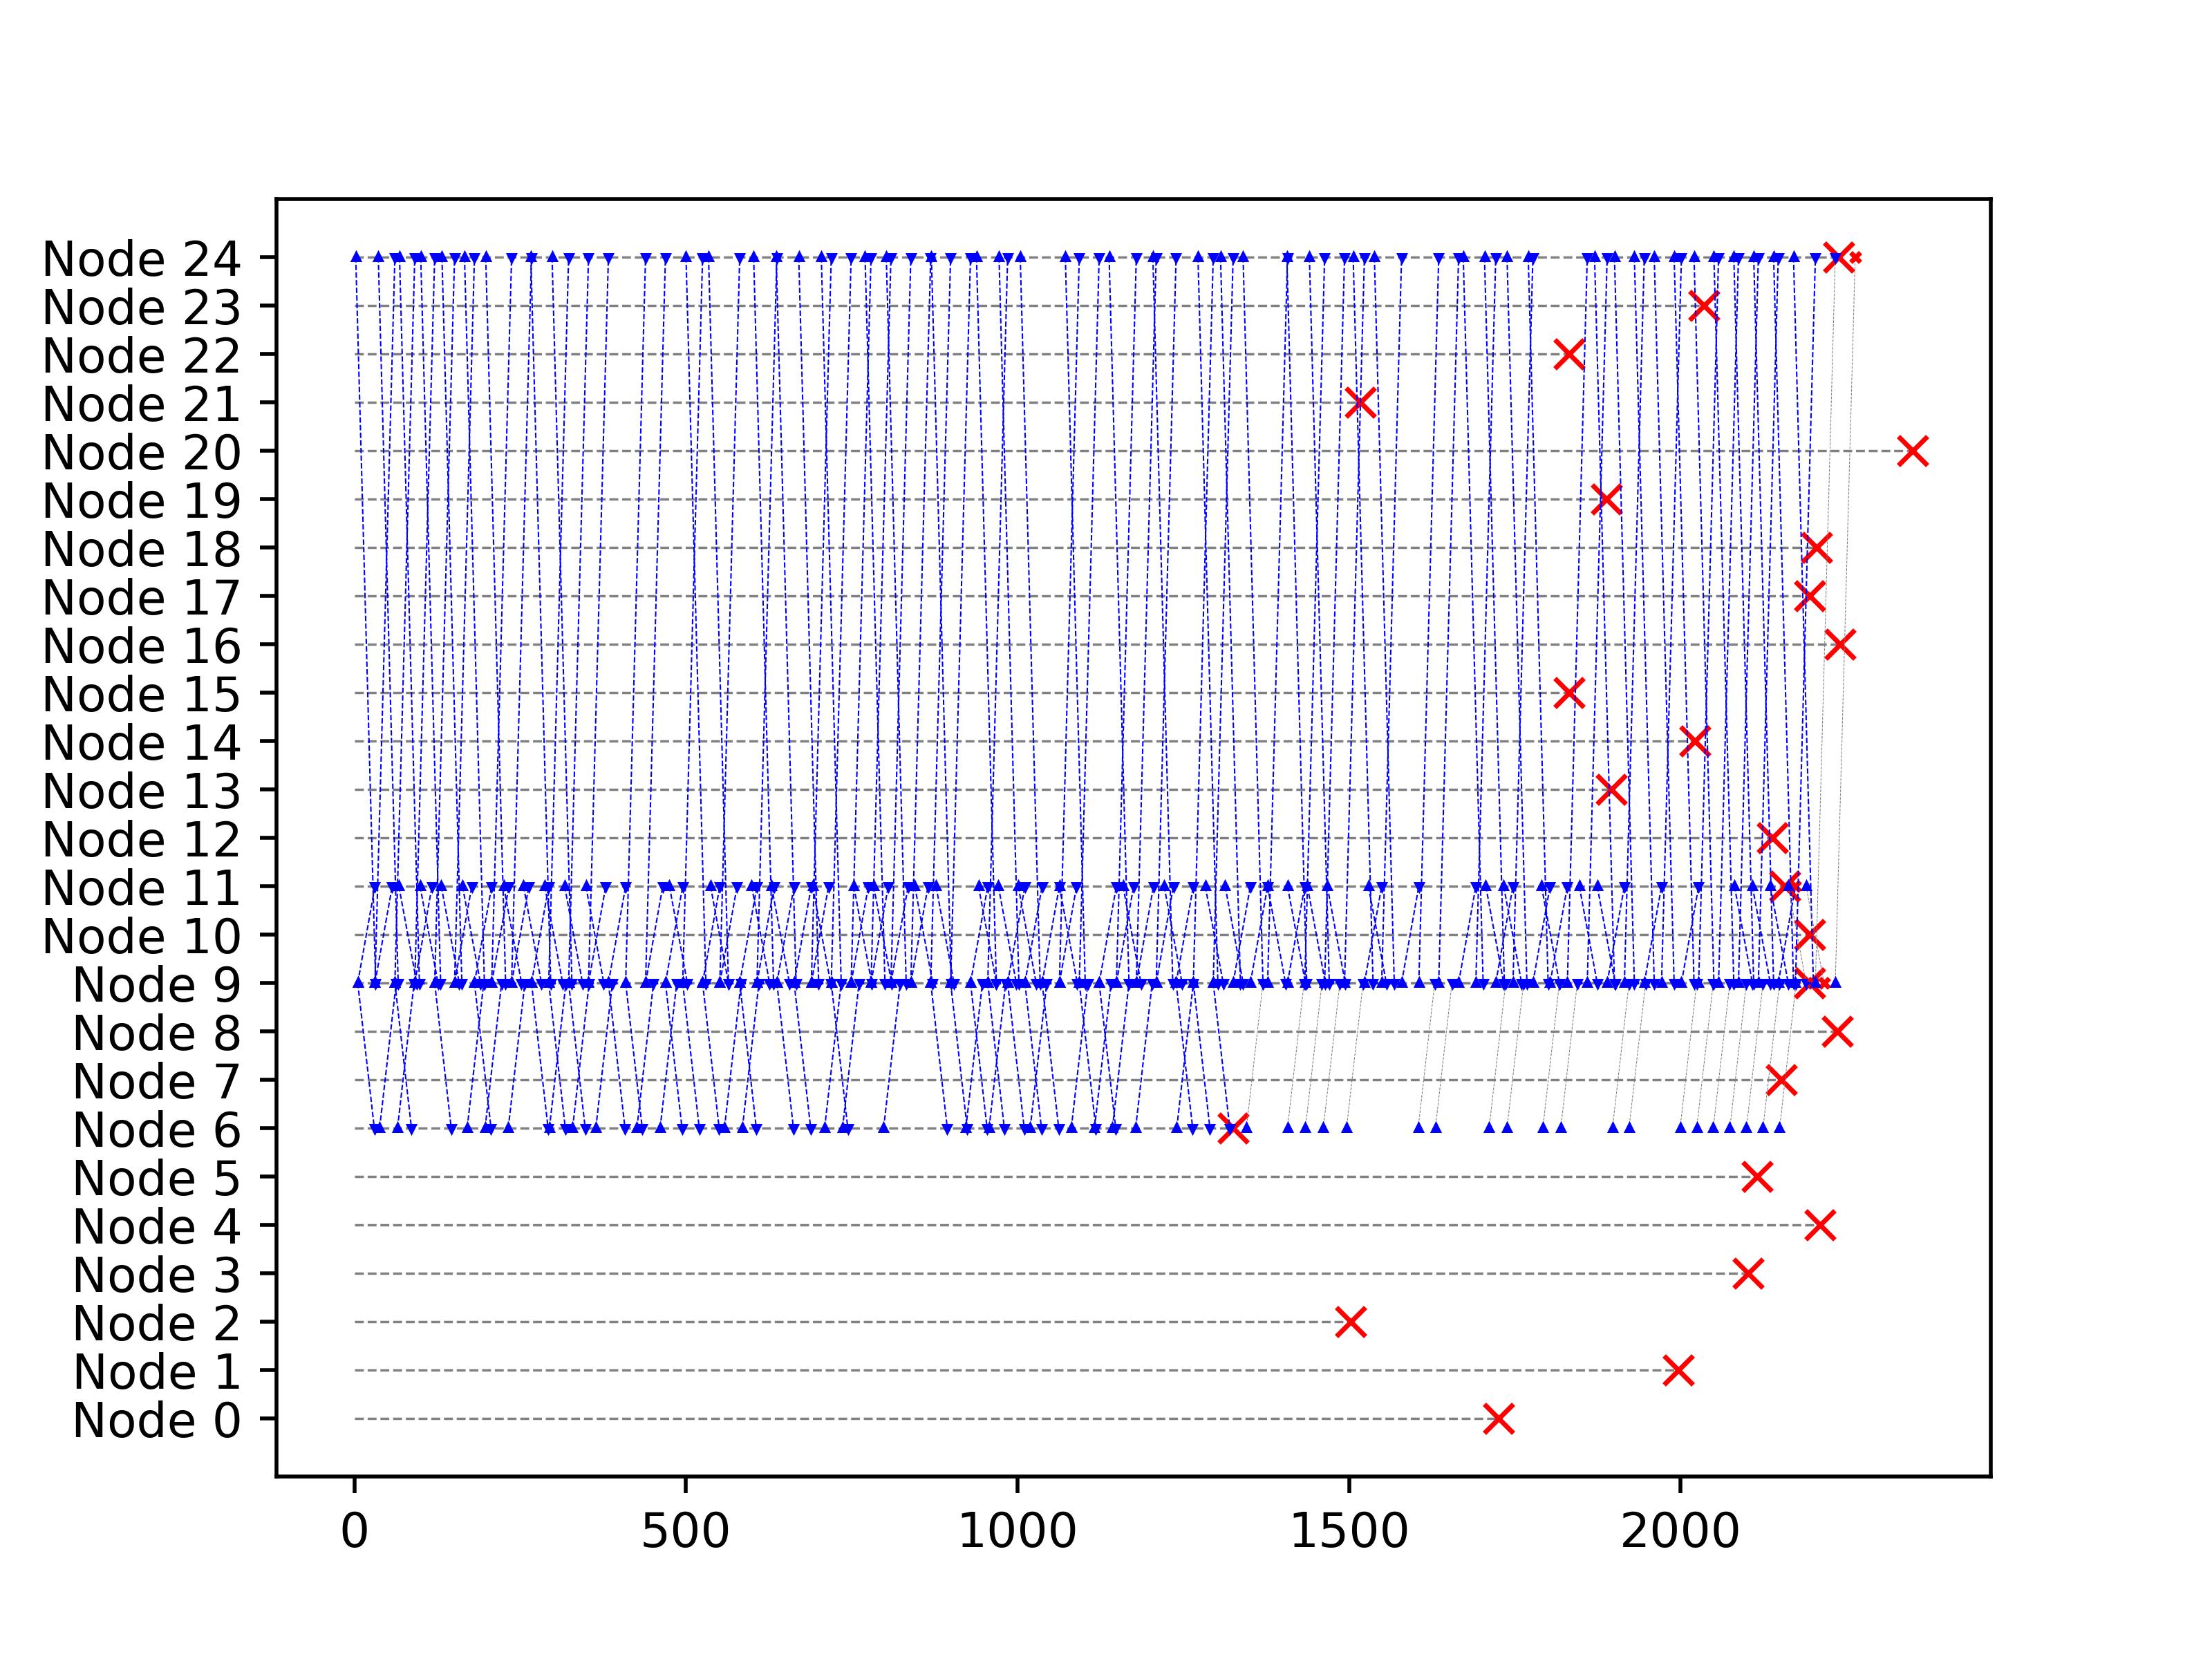 Node 24
Node 23
Node 22
Node 21
Node 20
Node 19
Node 18
Node 17
Node 16
Node 15
Node 14
Node 13
Node 12
Node 11
Node 10
Node 9
Node 8
Node 7
Node 6
Node 5
Node 4
Node 3
Node 2
Node 1
Node 0
0 500 1000 1500 2000